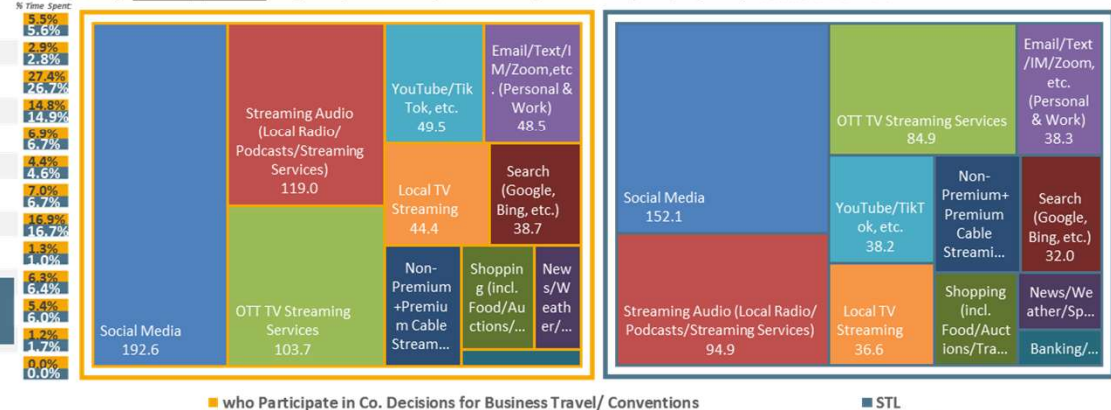 % Time Spent:
5.5%
5.6%
2.9%
2.8%
27.4%
26.7%
14.8%
14.9%
6.9%
6.7%
4.4%
4.6%
7.0%
6.7%
16.9%
16.7%
1.3%
1.0%
6.3%
6.4%
5.4%
6.0%
1.2%
1.7%
0.0%
0.0%
Social Media
192.6
Streaming Audio
(Local Radio/
Podcasts/Streaming
Services)
119.0
OTT TV Streaming
Services
103.7
YouTube/Tik
Tok, etc.
49.5
Email/Text/I
M/Zoom,etc
. (Personal &
Work)
48.5
Local TV
Streaming
44.4
Search
(Google,
Bing, etc.)
38.7
Non-
Premium
+Premiu
m Cable
Stream...
Shoppin
g (incl.
Food/Au
ctions/...
New
s/W
eath
er/...
Social Media
152.1
Streaming Audio (Local Radio/
Podcasts/Streaming Services)
94.9
OTT TV Streaming Services
84.9
Email/Text
/IM/Zoom,
etc.
(Personal
& Work)
38.3
YouTube/TikT
ok, etc.
38.2
Non-
Premium+
Premium
Cable
Streami...
Search
(Google,
Bing, etc.)
32.0
Local TV
Streaming
36.6
Shopping
(incl.
Food/Auct
ions/Tra...
News/We
ather/Sp...
Banking/...
who Participate in Co. Decisions for Business Travel/ Conventions
STL